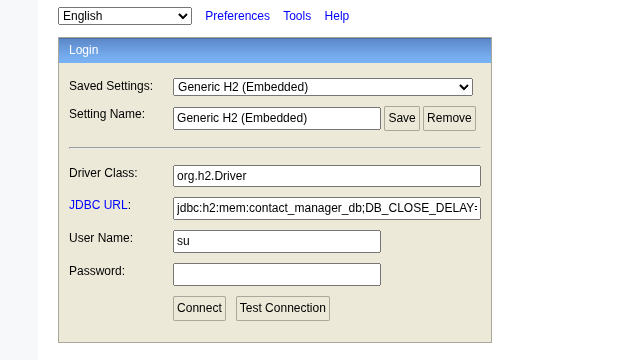 English Preferences Tools Help
Login
Saved Settings: Generic H2 (Embedded)
Setting Name: Generic H2 (Embedded) Save Remove
Driver Class: org.h2.Driver
JDBC URL: jdbc:h2:mem:contact_manager_db;DB_CLOSE_DELAY=
User Name: su
Password:
Connect Test Connection